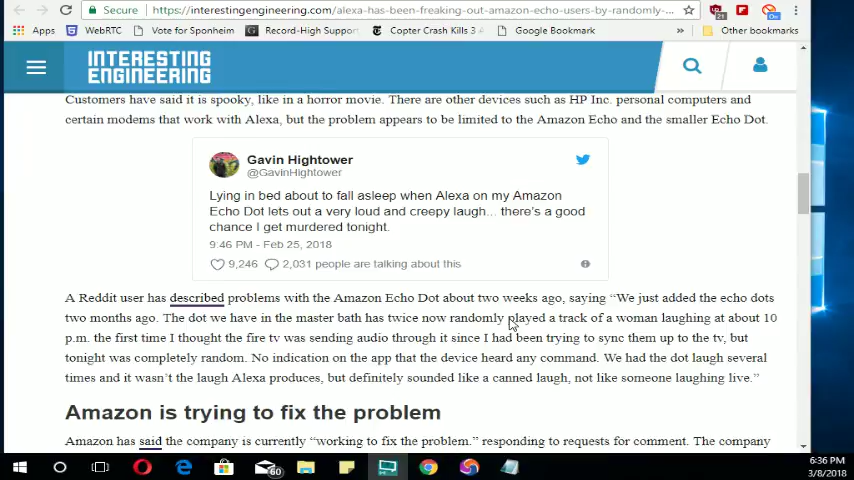 Secure https://interestingengineering.com/alexa-has-been-freaking-out-amazon-echo-users-by-randomly-...
21 On
Apps WebRTC Vote for Sponheim Record-High Support Copter Crash Kills 3 Google Bookmark » Other bookmarks
INTERESTING
ENGINEERING
Customers have said it is spooky, like in a horror movie. There are other devices such as HP Inc. personal computers and
certain modems that work with Alexa, but the problem appears to be limited to the Amazon Echo and the smaller Echo Dot.
Gavin Hightower
@GavinHightower
Lying in bed about to fall asleep when Alexa on my Amazon
Echo Dot lets out a very loud and creepy laugh... there's a good
chance I get murdered tonight.
9:46 PM - Feb 25, 2018
9,246 2,031 people are talking about this
A Reddit user has described problems with the Amazon Echo Dot about two weeks ago, saying “We just added the echo dots
two months ago. The dot we have in the master bath has twice now randomly played a track of a woman laughing at about 10
p.m. the first time I thought the fire tv was sending audio through it since I had been trying to sync them up to the tv, but
tonight was completely random. No indication on the app that the device heard any command. We had the dot laugh several
times and it wasn’t the laugh Alexa produces, but definitely sounded like a canned laugh, not like someone laughing live.”
Amazon is trying to fix the problem
Amazon has said the company is currently “working to fix the problem.” responding to requests for comment. The company
60
6:36 PM
3/8/2018